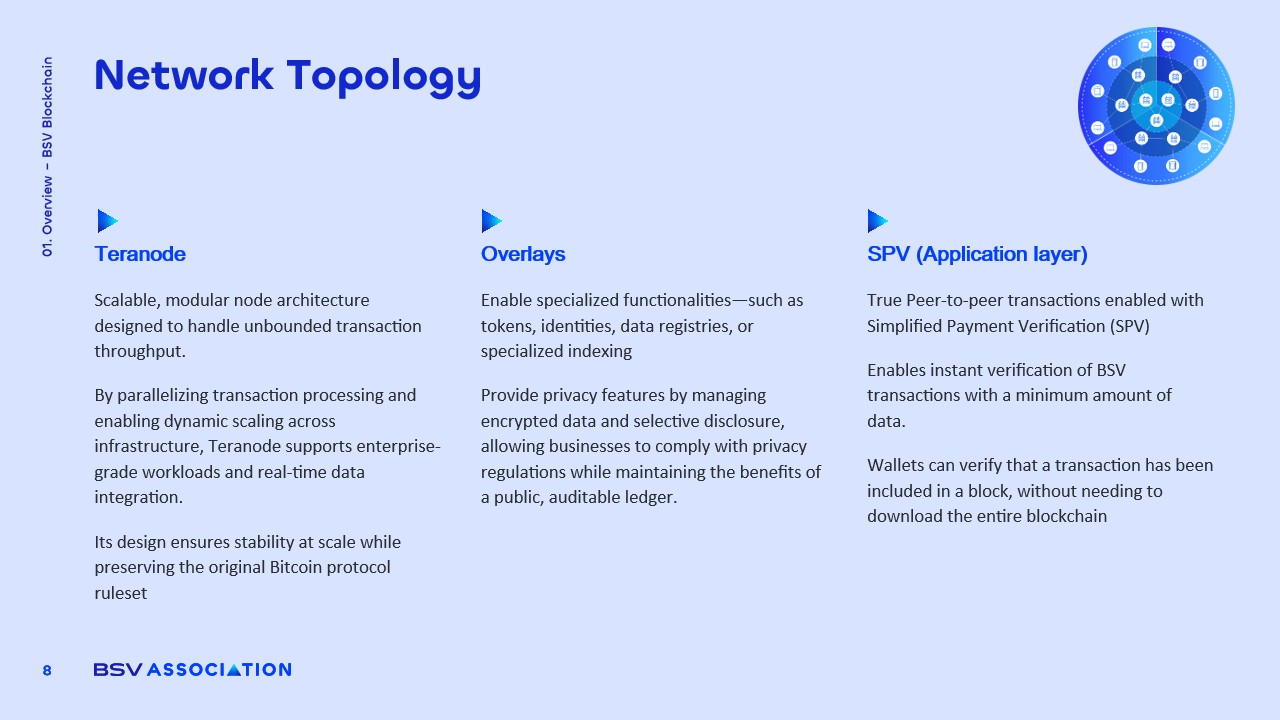 01. Overview – BSV Blockchain
Network Topology
Teranode
Scalable, modular node architecture
designed to handle unbounded transaction
throughput.
By parallelizing transaction processing and
enabling dynamic scaling across
infrastructure, Teranode supports enterprise-
grade workloads and real-time data
integration.
Its design ensures stability at scale while
preserving the original Bitcoin protocol
ruleset
Overlays
Enable specialized functionalities—such as
tokens, identities, data registries, or
specialized indexing
Provide privacy features by managing
encrypted data and selective disclosure,
allowing businesses to comply with privacy
regulations while maintaining the benefits of
a public, auditable ledger.
SPV (Application layer)
True Peer-to-peer transactions enabled with
Simplified Payment Verification (SPV)
Enables instant verification of BSV
transactions with a minimum amount of
data.
Wallets can verify that a transaction has been
included in a block, without needing to
download the entire blockchain
8
BSV ASSOCIATION